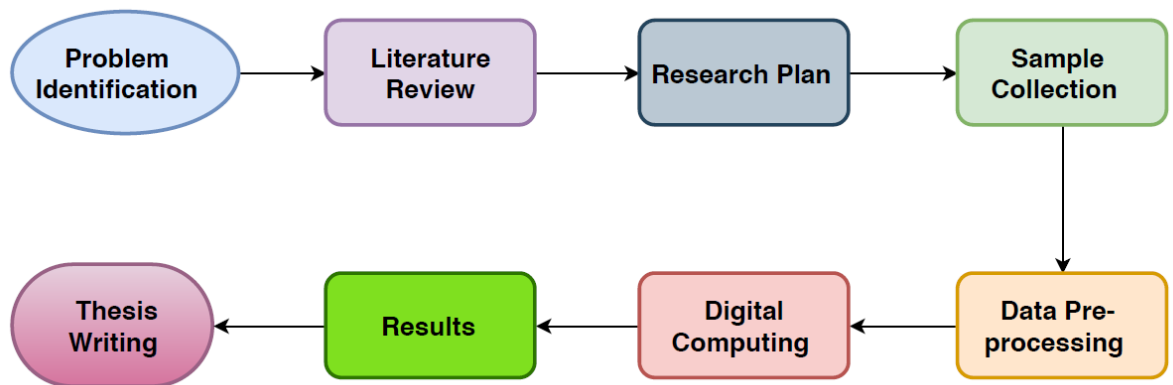 Problem
Identification
Literature
Review
Research Plan
Sample
Collection
Thesis
Writing
Results
Digital
Computing
Data Pre-
processing